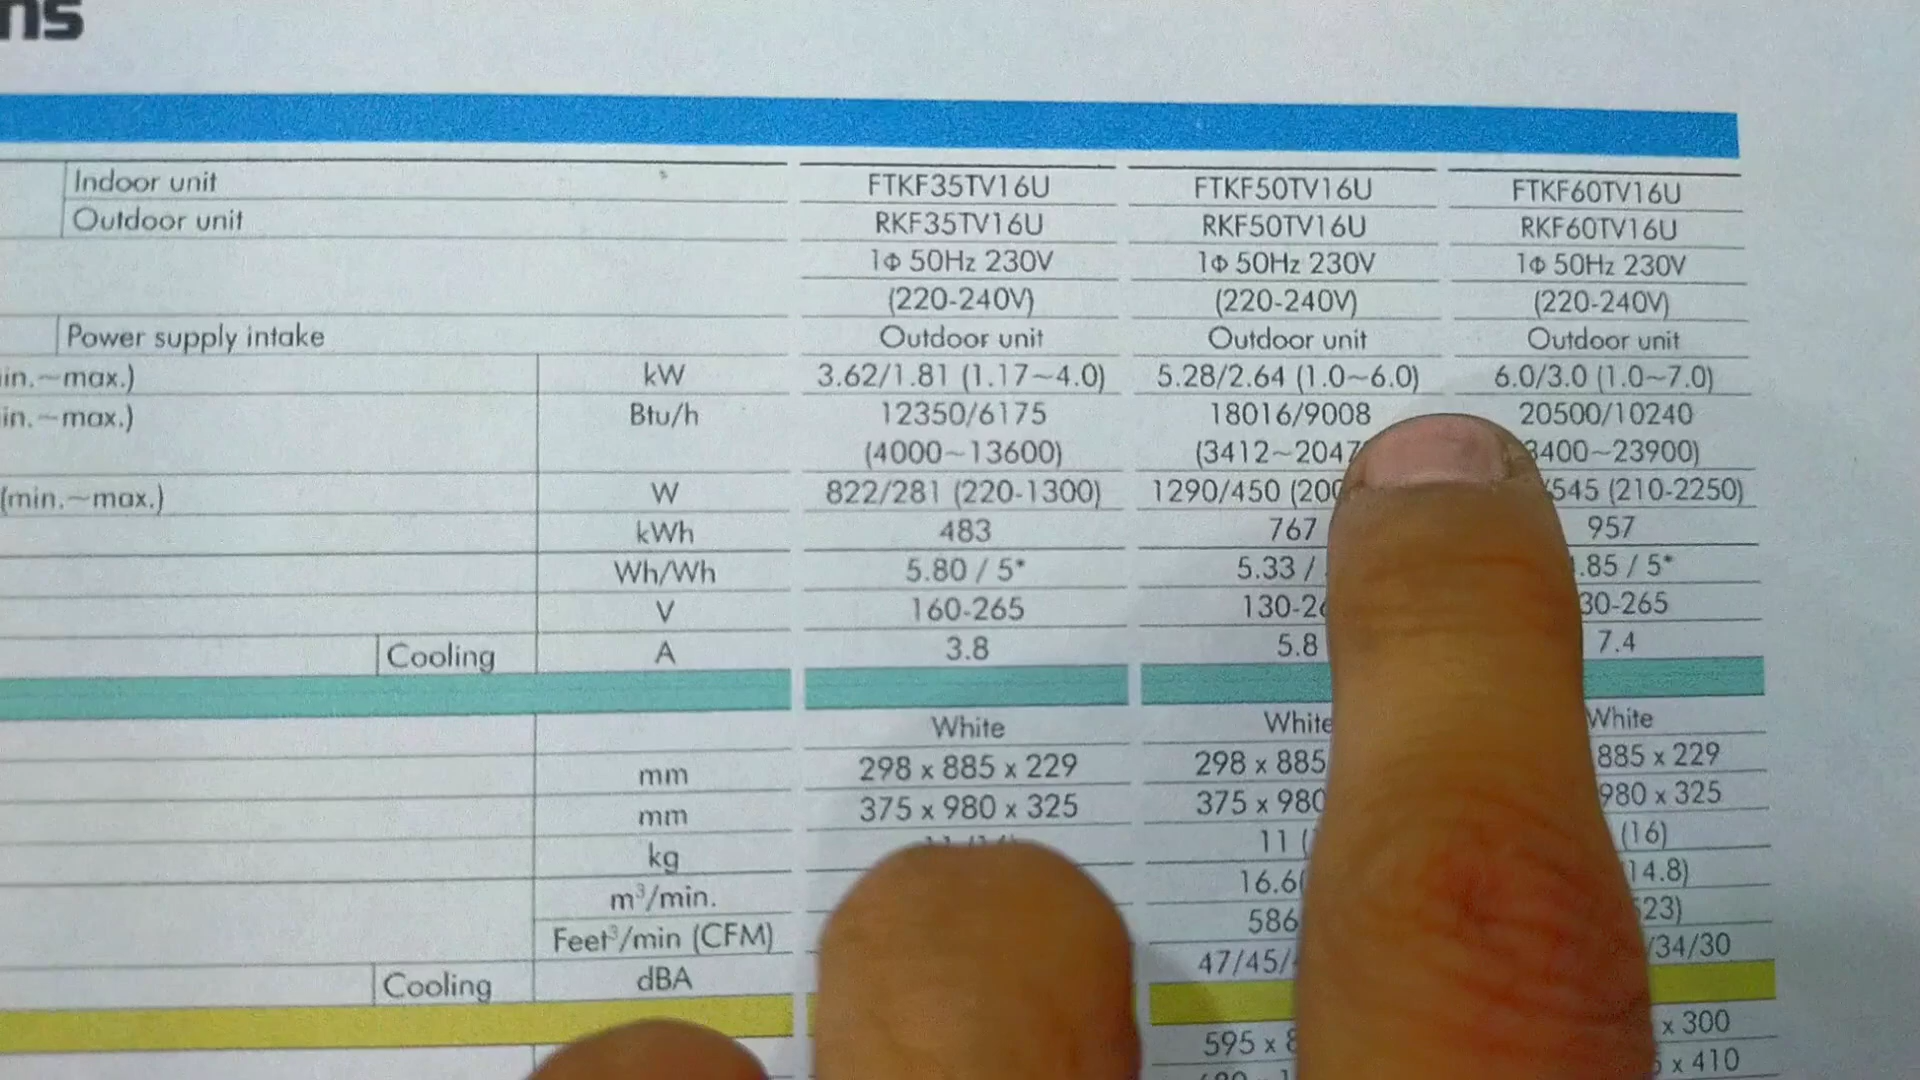 ns
Indoor unit FTKF35TV16U FTKF50TV16U FTKF60TV16U
Outdoor unit RKF35TV16U RKF50TV16U RKF60TV16U
1Φ 50Hz 230V 1Φ 50Hz 230V 1Φ 50Hz 230V
(220-240V) (220-240V) (220-240V)
Power supply intake Outdoor unit Outdoor unit Outdoor unit
in.~max.) kW 3.62/1.81 (1.17~4.0) 5.28/2.64 (1.0~6.0) 6.0/3.0 (1.0~7.0)
in.~max.) Btu/h 12350/6175 18016/9008 20500/10240
(4000~13600) (3412~2047 3400~23900)
(min.~max.) W 822/281 (220-1300) 1290/450 (200 545 (210-2250)
kWh 483 767 957
Wh/Wh 5.80 / 5* 5.33 / .85 / 5*
V 160-265 130-26 30-265
Cooling A 3.8 5.8 7.4
White White White
mm 298 x 885 x 229 298 x 885 885 x 229
mm 375 x 980 x 325 375 x 980 980 x 325
kg 11 ( (16)
m³/min. 16.6( 14.8)
Feet³/min (CFM) 586 523)
Cooling dBA 47/45/ /34/30
595 x 8 x 300
x 410